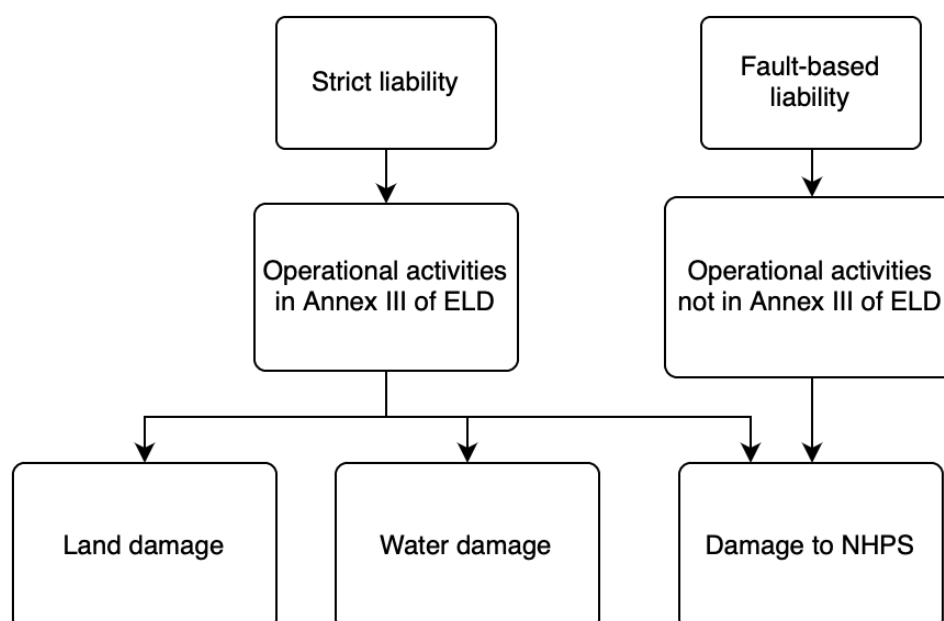 Strict liability
Fault-based
liability
Operational activities
in Annex III of ELD
Operational activities
not in Annex III of ELD
Land damage
Water damage
Damage to NHPS